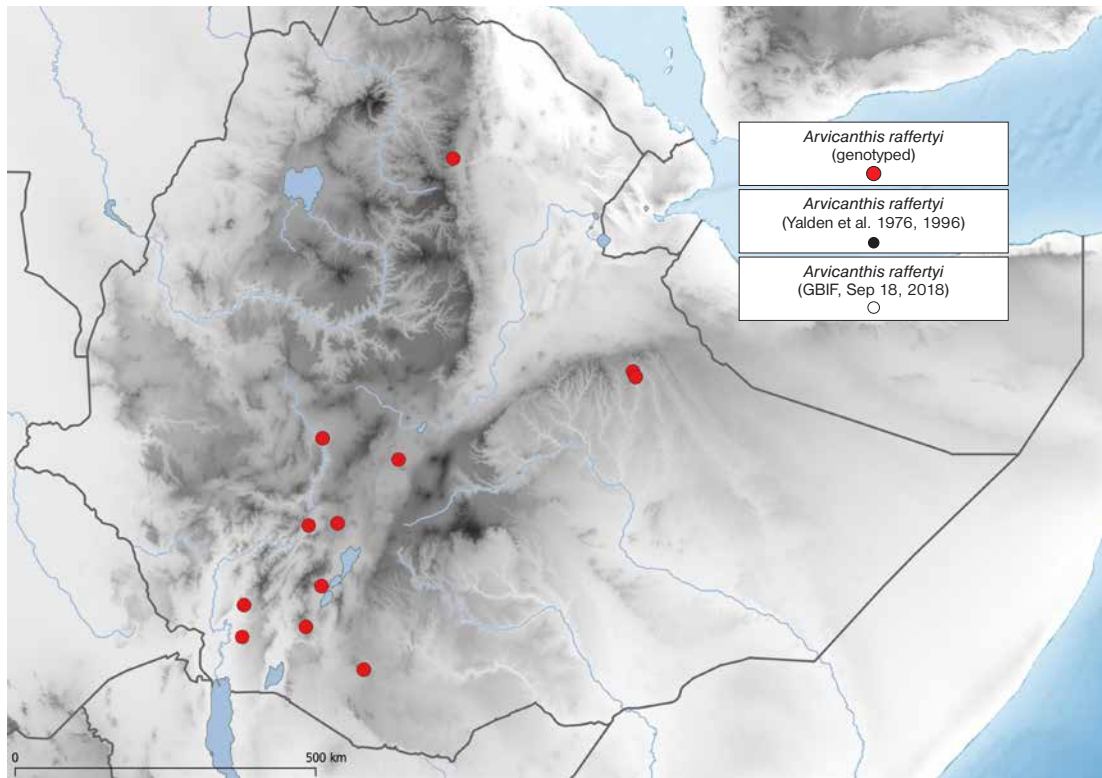 Arvicanthis raffertyi
(genotyped)
Arvicanthis raffertyi
(Yalden et al. 1976, 1996)
Arvicanthis raffertyi
(GBIF, Sep 18, 2018)
0 500 km